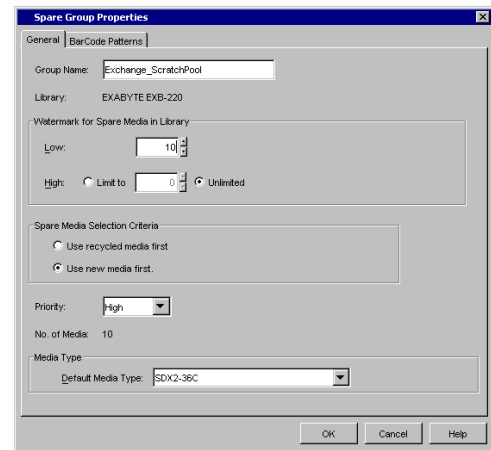 Spare Group Properties
General BarCode Patterns
Group Name: Exchange_ScratchPool
Library: EXABYTE EXB-220
Watermark for Spare Media in Library
Low: 10
High: Limit to 0 Unlimited
Spare Media Selection Criteria
Use recycled media first
Use new media first.
Priority: High
No. of Media: 10
Media Type
Default Media Type: SDX2-36C
OK Cancel Help